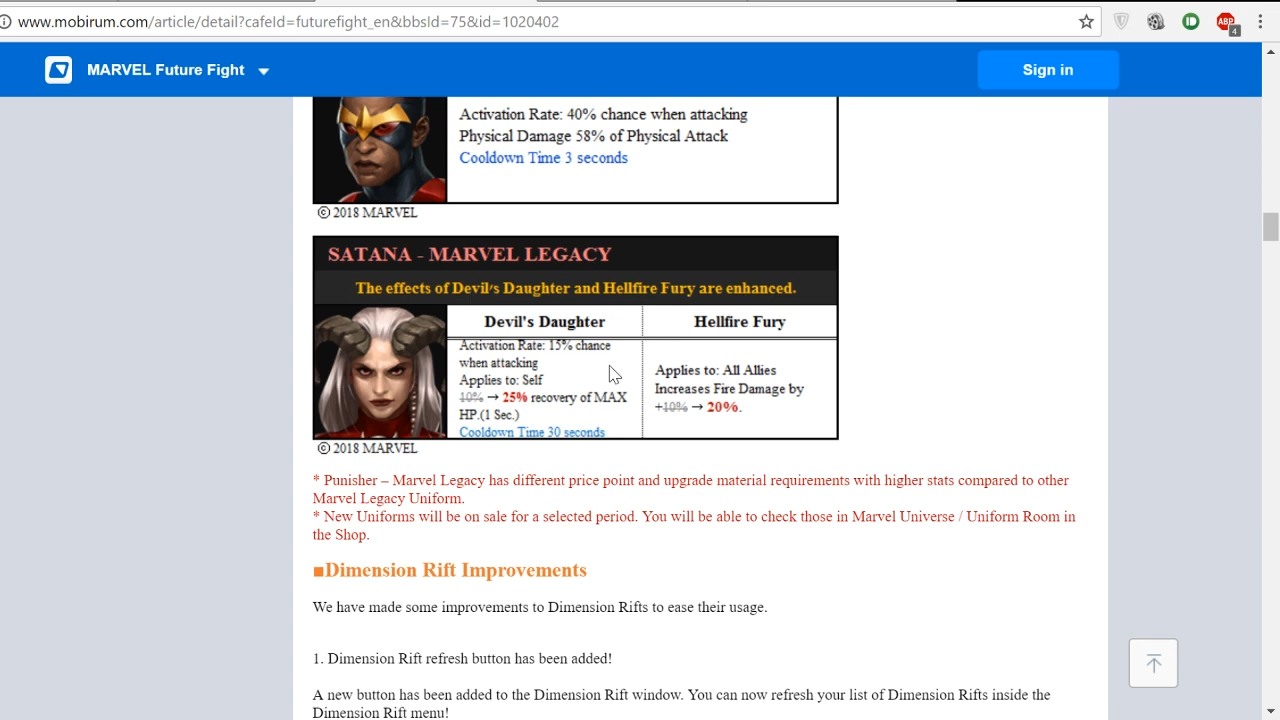 www.mobirum.com/article/detail?cafeId=futurefight_en&bbsId=75&id=1020402
ABP
4
MARVEL Future Fight
Sign in
Activation Rate: 40% chance when attacking
Physical Damage 58% of Physical Attack
Cooldown Time 3 seconds
© 2018 MARVEL
SATANA - MARVEL LEGACY
The effects of Devil's Daughter and Hellfire Fury are enhanced.
Devil's Daughter
Activation Rate: 15% chance
when attacking
Applies to: Self
10% → 25% recovery of MAX
HP.(1 Sec.)
Cooldown Time 30 seconds
Hellfire Fury
Applies to: All Allies
Increases Fire Damage by
+10% → 20%.
© 2018 MARVEL
* Punisher – Marvel Legacy has different price point and upgrade material requirements with higher stats compared to other
Marvel Legacy Uniform.
* New Uniforms will be on sale for a selected period. You will be able to check those in Marvel Universe / Uniform Room in
the Shop.
■Dimension Rift Improvements
We have made some improvements to Dimension Rifts to ease their usage.
1. Dimension Rift refresh button has been added!
A new button has been added to the Dimension Rift window. You can now refresh your list of Dimension Rifts inside the
Dimension Rift menu!